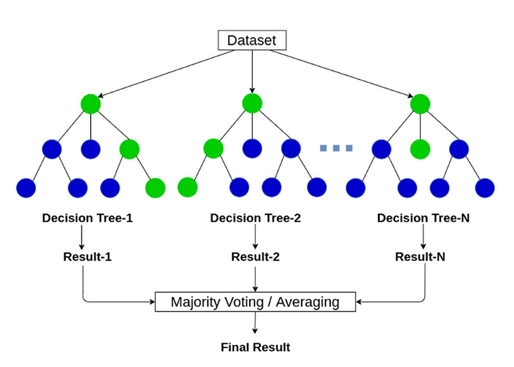 Dataset
Decision Tree-1
Decision Tree-2
Decision Tree-N
Result-1
Result-2
Result-N
Majority Voting / Averaging
Final Result